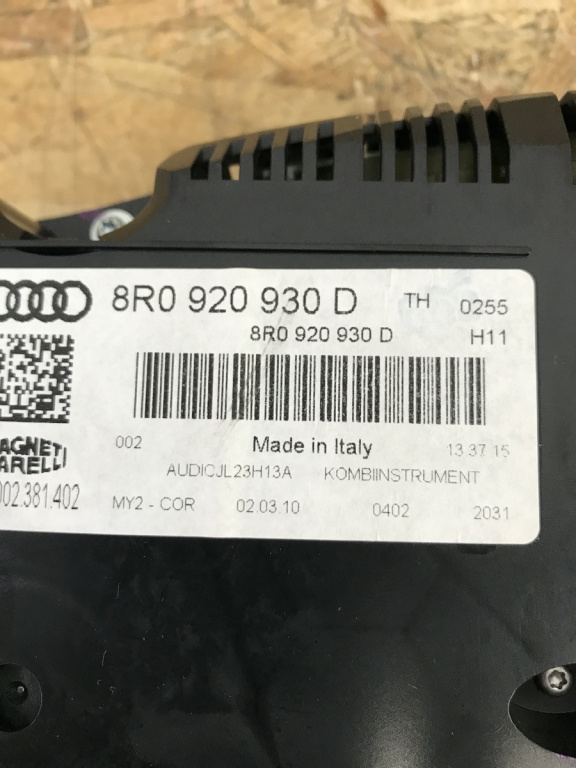 8R0 920 930 D TH 0255
8R0 920 930 D H11
002 Made in Italy 13 37 15
AUDICJL23H13A KOMBIINSTRUMENT
MY2 - COR 02.03.10 0402 2031
AGNETI
ARELLI
002.381.402